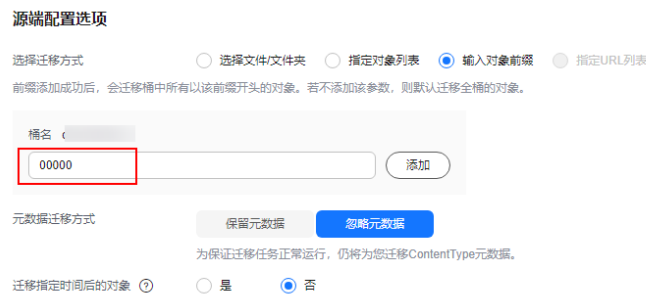 源端配置选项
选择迁移方式 选择文件/文件夹 指定对象列表 输入对象前缀 指定URL列表
前缀添加成功后，会迁移桶中所有以该前缀开头的对象。若不添加该参数，则默认迁移全桶的对象。
桶名
00000 添加
元数据迁移方式 保留元数据 忽略元数据
为保证迁移任务正常运行，仍将为您迁移ContentType元数据。
迁移指定时间后的对象 ? 是 否